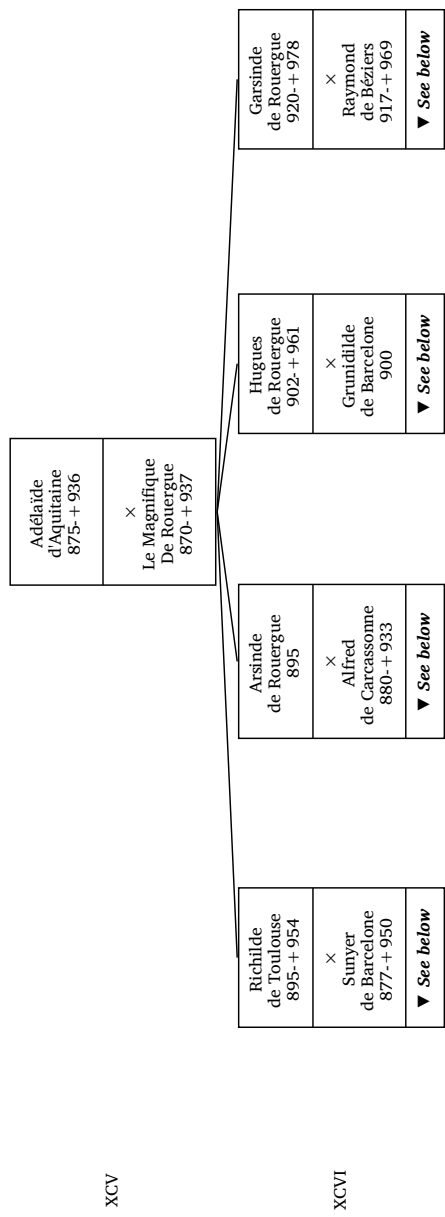 XCV
Adélaïde
d'Aquitaine
875-+936
×
Le Magnifique
De Rouergue
870-+937
XCVI
Richilde
de Toulouse
895-+954
×
Sunyer
de Barcelone
877-+950
▼ See below
Arsinde
de Rouergue
895
×
Alfred
de Carcassonne
880-+933
▼ See below
Hugues
de Rouergue
902-+961
×
Grunidilde
de Barcelone
900
▼ See below
Garsinde
de Rouergue
920-+978
×
Raymond
de Béziers
917-+969
▼ See below